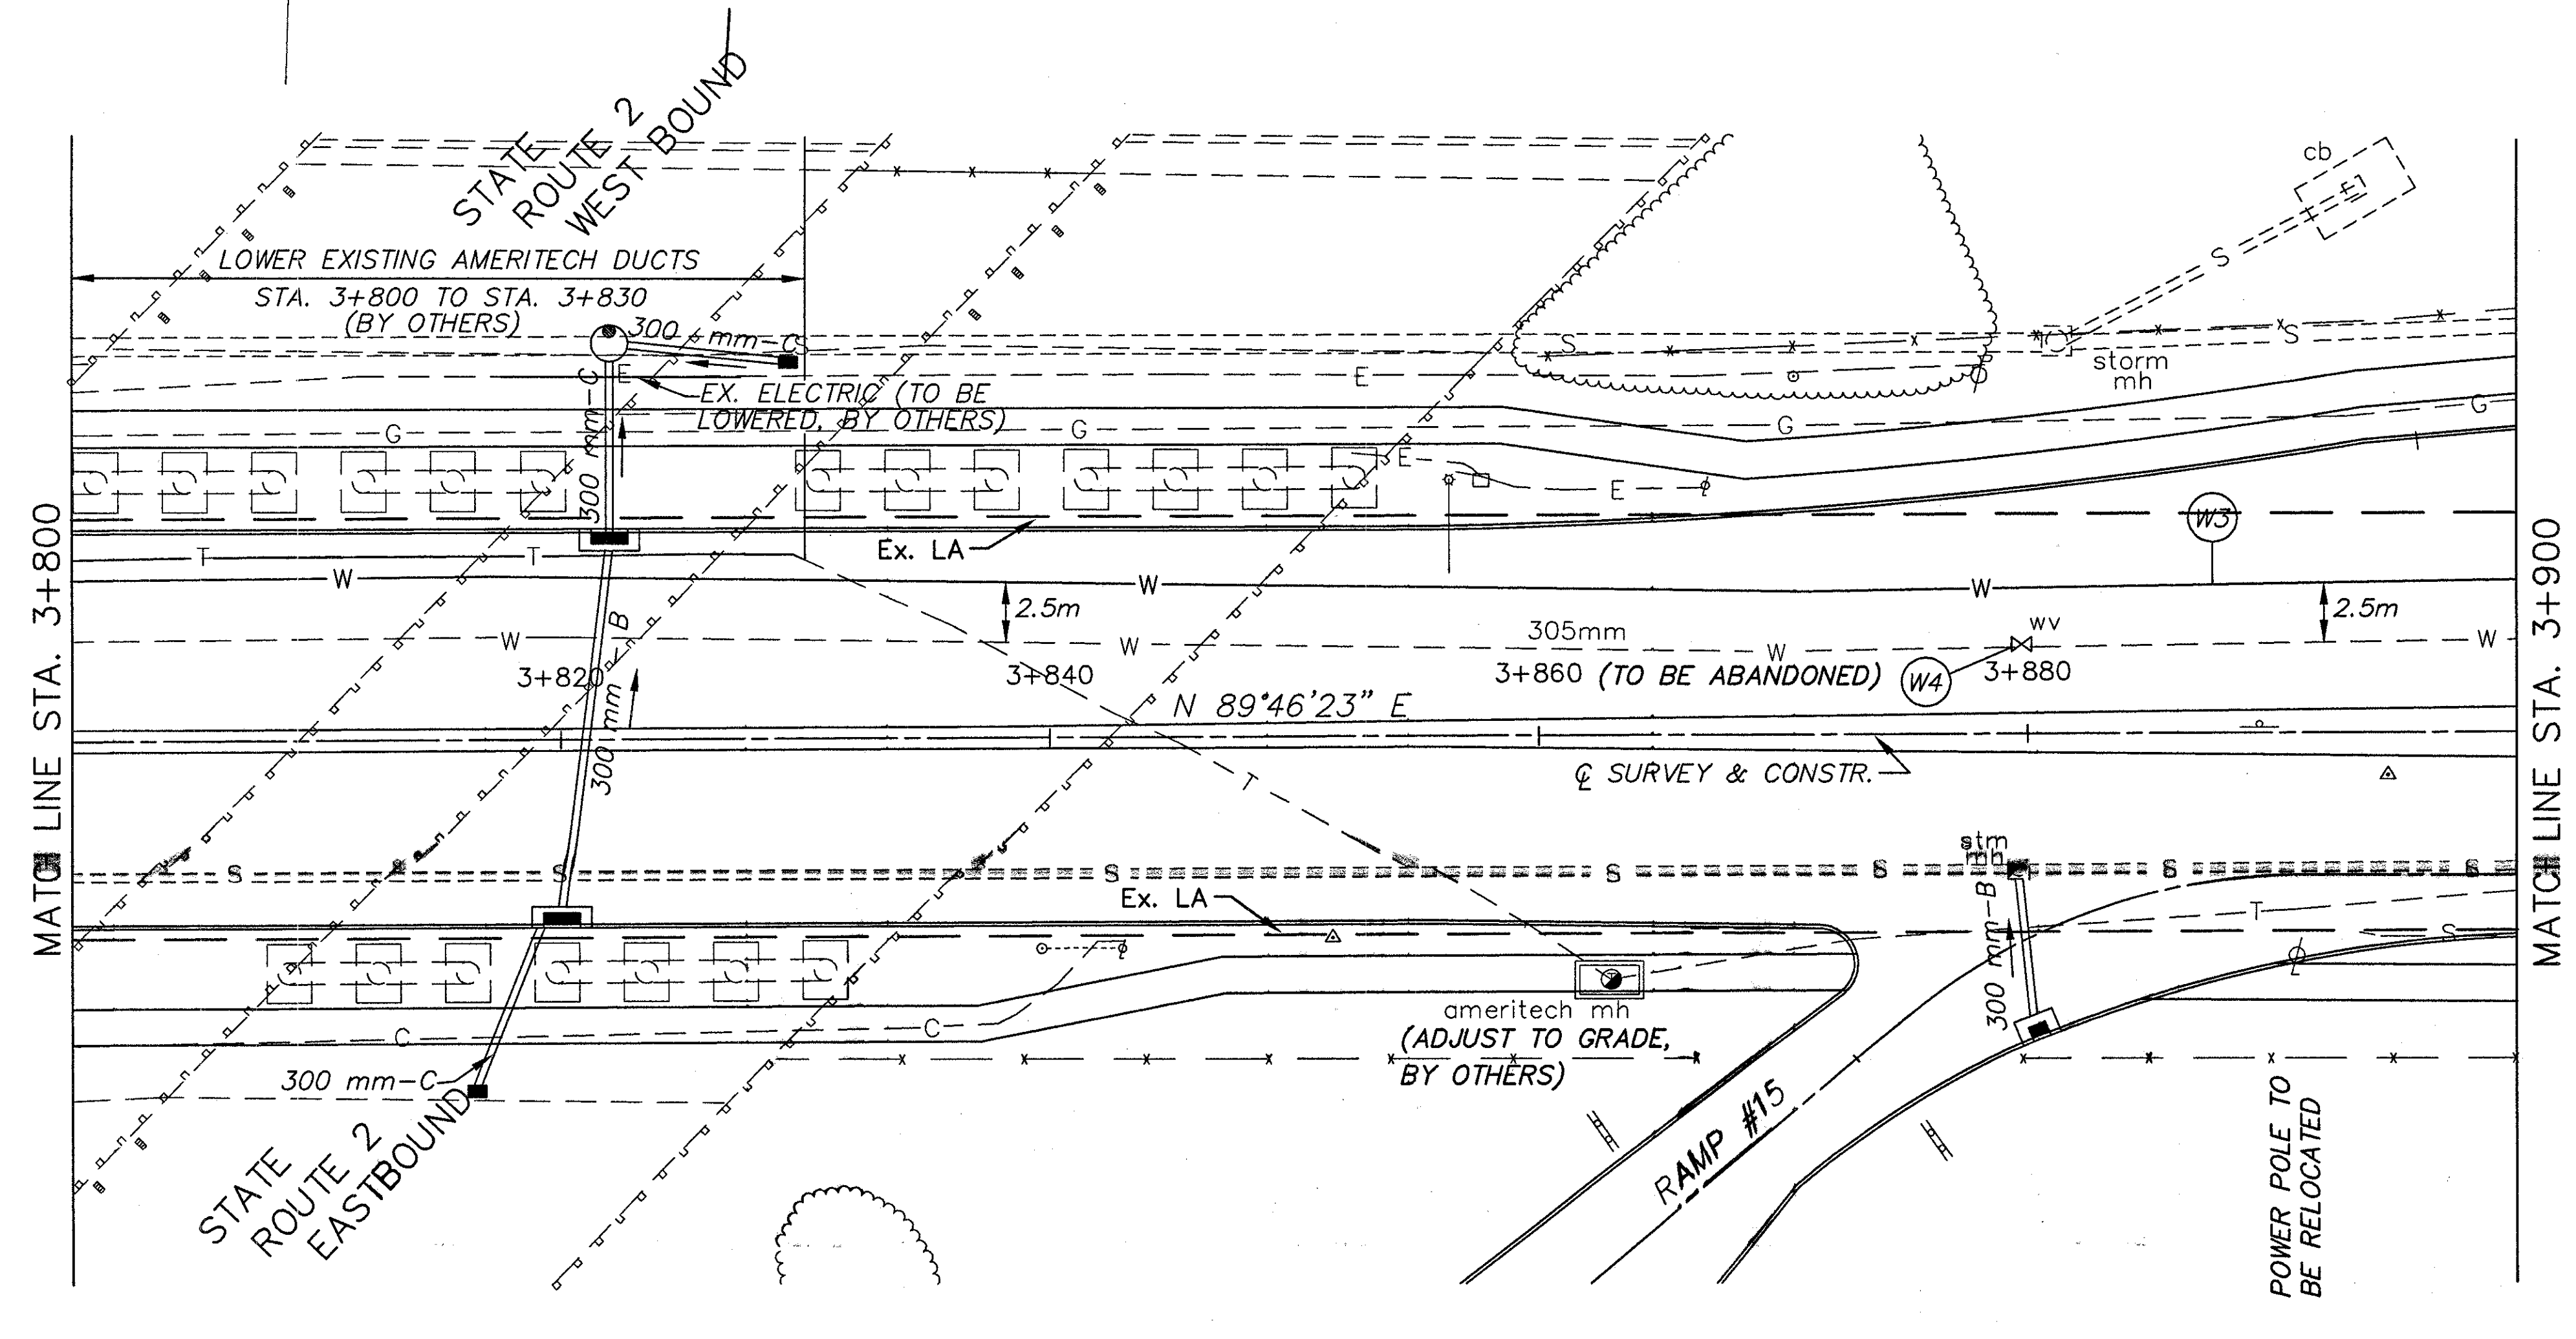 STATE
ROUTE 2
WEST BOUND
cb
LOWER EXISTING AMERITECH DUCTS
STA. 3+800 TO STA. 3+830
(BY OTHERS)
S
300 mm-C
S
S
S
storm
mh
E
E
EX. ELECTRIC (TO BE
LOWERED, BY OTHERS)
300 mm-C
G
G
G
G
E
E
W3
Ex. LA
T
T
W
W
W
2.5m
2.5m
W
W
305mm
W
wv
W
3+820
3+840
3+860 (TO BE ABANDONED)
W4
3+880
300 mm - B
N 89°46'23" E
℄ SURVEY & CONSTR.
T
MATCH LINE STA. 3+800
MATCH LINE STA. 3+900
stm
mh
S
S
S
S
S
S
S
Ex. LA
300 mm-B
T
S
ameritech mh
(ADJUST TO GRADE,
BY OTHERS)
C
C
300 mm-C
STATE
ROUTE 2
EASTBOUND
RAMP #15
POWER POLE TO
BE RELOCATED